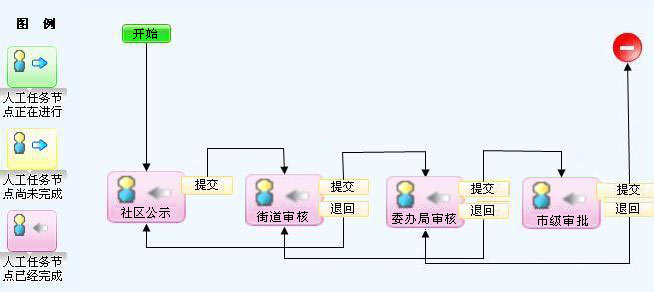 图 例
人工任务节
点正在进行
人工任务节
点尚未完成
人工任务节
点已经完成
开始
社区公示
提交
街道审核
提交
退回
委办局审核
提交
退回
市级审批
提交
退回